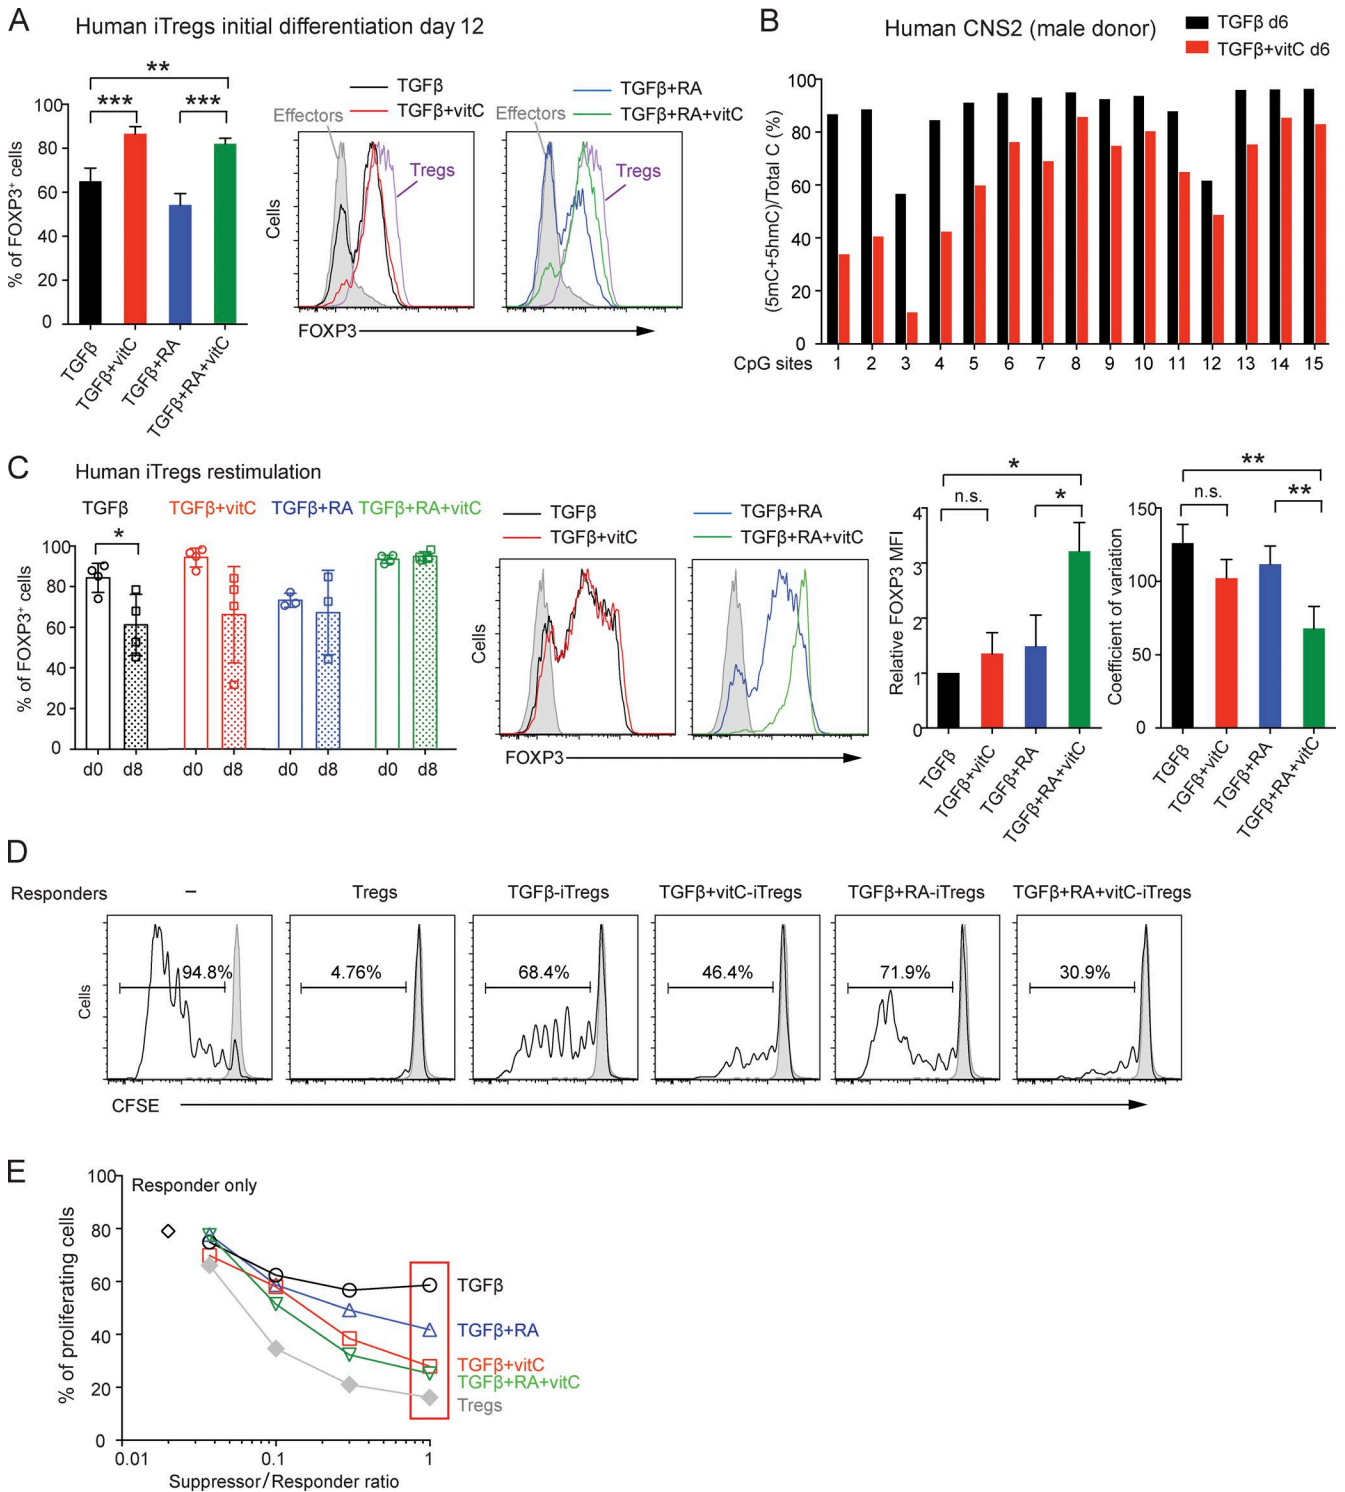 A
Human iTregs initial differentiation day 12
**
***
***
% of FOXP3⁺ cells
100
80
60
40
20
0
TGFβ
TGFβ+vitC
TGFβ+RA
TGFβ+RA+vitC
TGFβ
TGFβ+vitC
Effectors
Tregs
Cells
FOXP3
TGFβ+RA
TGFβ+RA+vitC
Effectors
Tregs
B
Human CNS2 (male donor)
TGFβ d6
TGFβ+vitC d6
(5mC+5hmC)/Total C (%)
100
80
60
40
20
0
CpG sites 1 2 3 4 5 6 7 8 9 10 11 12 13 14 15
C
Human iTregs restimulation
TGFβ TGFβ+vitC TGFβ+RA TGFβ+RA+vitC
*
% of FOXP3⁺ cells
100
80
60
40
20
0
d0 d8 d0 d8 d0 d8 d0 d8
TGFβ
TGFβ+vitC
TGFβ+RA
TGFβ+RA+vitC
Cells
FOXP3
*
n.s.
*
Relative FOXP3 MFI
4
3
2
1
0
TGFβ
TGFβ+vitC
TGFβ+RA
TGFβ+RA+vitC
**
n.s.
**
Coefficient of variation
150
100
50
0
TGFβ
TGFβ+vitC
TGFβ+RA
TGFβ+RA+vitC
D
Responders – Tregs TGFβ-iTregs TGFβ+vitC-iTregs TGFβ+RA-iTregs TGFβ+RA+vitC-iTregs
94.8% 4.76% 68.4% 46.4% 71.9% 30.9%
Cells
CFSE
E
Responder only
% of proliferating cells
100
80
60
40
20
0
TGFβ
TGFβ+RA
TGFβ+vitC
TGFβ+RA+vitC
Tregs
0.01 0.1 1
Suppressor/Responder ratio